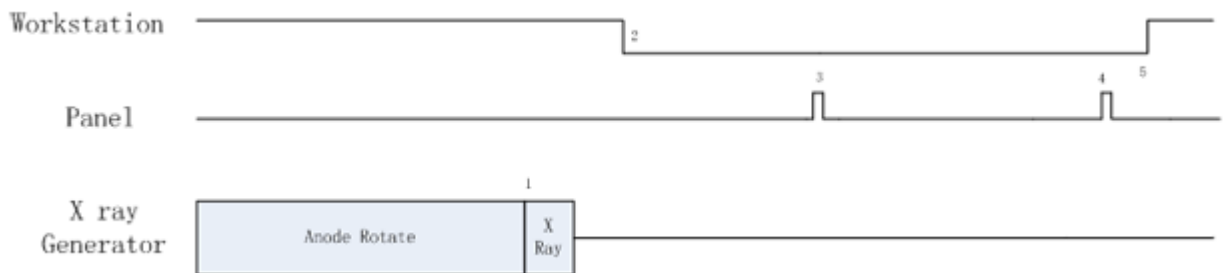 Workstation
2
3
4
5
Panel
1
X ray
Generator
Anode Rotate
X
Ray